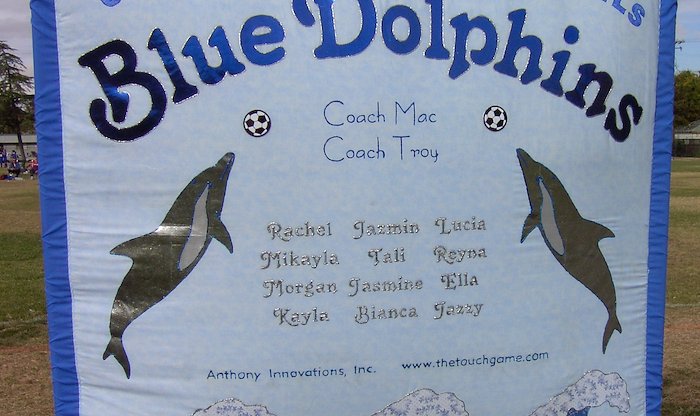 Blue Dolphins
Coach Mac
Coach Troy
Rachel Jazmin Lucia
Mikayla Tali Reyna
Morgan Jasmine Ella
Kayla Bianca Jazzy
Anthony Innovations, Inc. www.thetouchgame.com